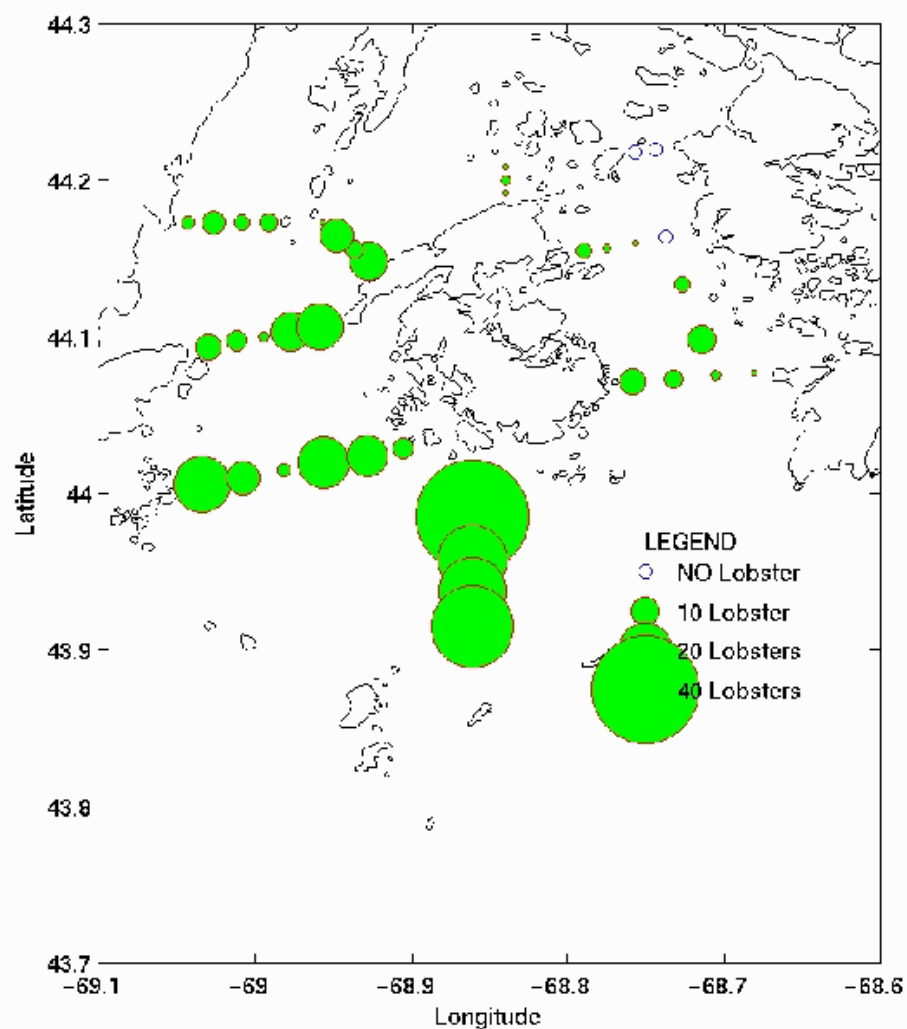 44.3
44.2
44.1
44
43.9
43.8
43.7
Latitude
LEGEND
NO Lobster
10 Lobster
20 Lobsters
40 Lobsters
−69.1 −69 −68.9 −68.8 −68.7 −68.6
Longitude